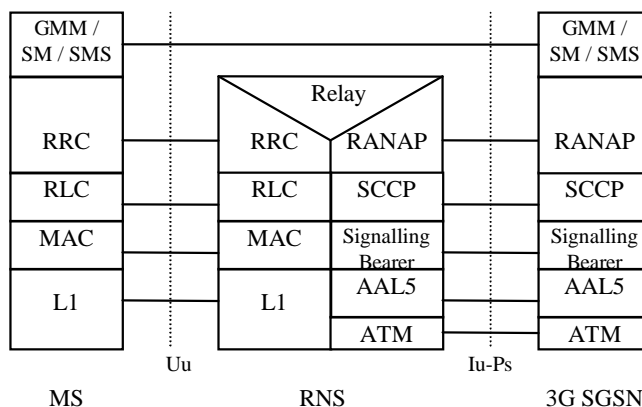 GMM /
SM / SMS
GMM /
SM / SMS
Relay
RRC
RRC
RANAP
RANAP
RLC
RLC
SCCP
SCCP
MAC
MAC
Signalling
Bearer
Signalling
Bearer
L1
L1
AAL5
AAL5
ATM
ATM
Uu
Iu-Ps
MS
RNS
3G SGSN